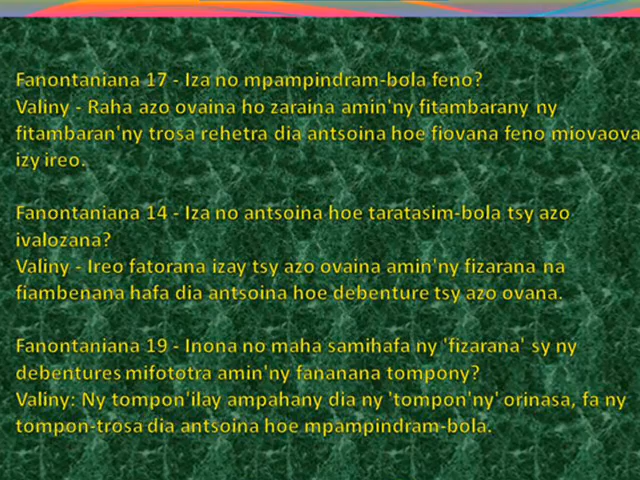 Fanontaniana 17 - Iza no mpampindram-bola feno?
Valiny - Raha azo ovaina ho zaraina amin'ny fitambarany ny
fitambaran'ny trosa rehetra dia antsoina hoe fiovana feno miovaova
izy ireo.
Fanontaniana 14 - Iza no antsoina hoe taratasim-bola tsy azo
ivalozana?
Valiny - Ireo fatorana izay tsy azo ovaina amin'ny fizarana na
fiambenana hafa dia antsoina hoe debenture tsy azo ovana.
Fanontaniana 19 - Inona no maha samihafa ny 'fizarana' sy ny
debentures mifototra amin'ny fananana tompony?
Valiny: Ny tompon'ilay ampahany dia ny 'tompon'ny' orinasa, fa ny
tompon-trosa dia antsoina hoe mpampindram-bola.